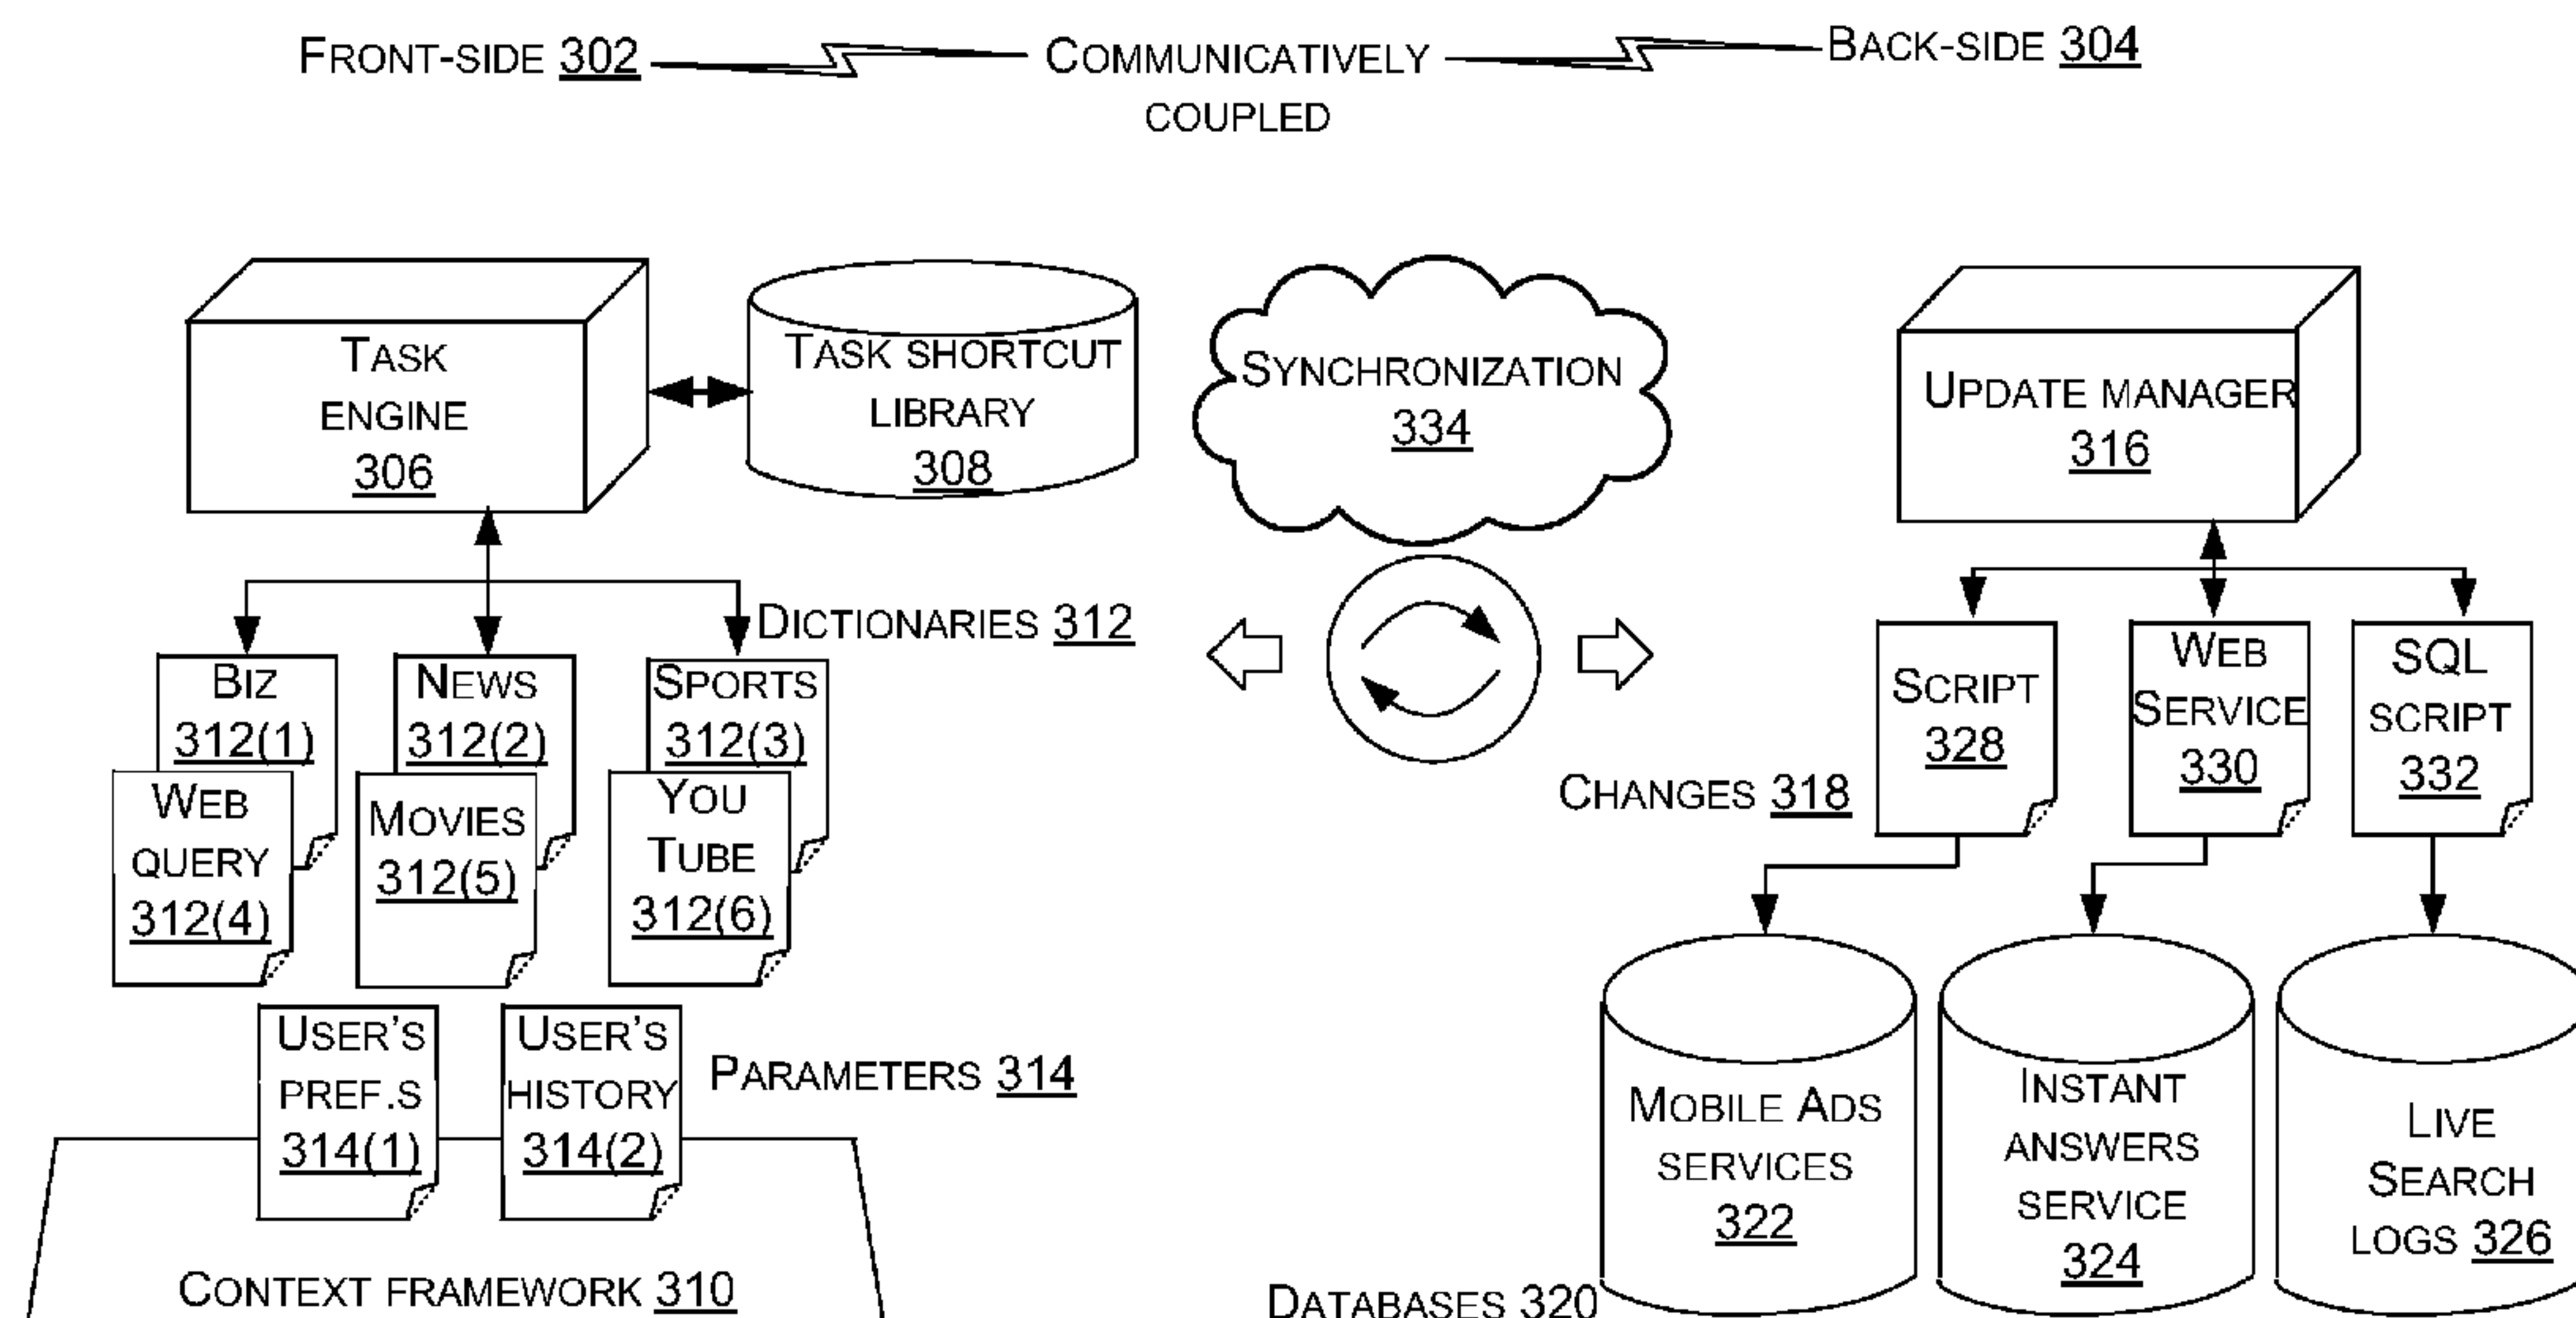 FRONT-SIDE 302
COMMUNICATIVELY
COUPLED
BACK-SIDE 304
TASK
ENGINE
306
TASK SHORTCUT
LIBRARY
308
SYNCHRONIZATION
334
UPDATE MANAGER
316
DICTIONARIES 312
BIZ
312(1)
NEWS
312(2)
SPORTS
312(3)
WEB
QUERY
312(4)
MOVIES
312(5)
YOU
TUBE
312(6)
CHANGES 318
SCRIPT
328
WEB
SERVICE
330
SQL
SCRIPT
332
USER'S
PREF.S
314(1)
USER'S
HISTORY
314(2)
PARAMETERS 314
CONTEXT FRAMEWORK 310
MOBILE ADS
SERVICES
322
INSTANT
ANSWERS
SERVICE
324
LIVE
SEARCH
LOGS 326
DATABASES 320